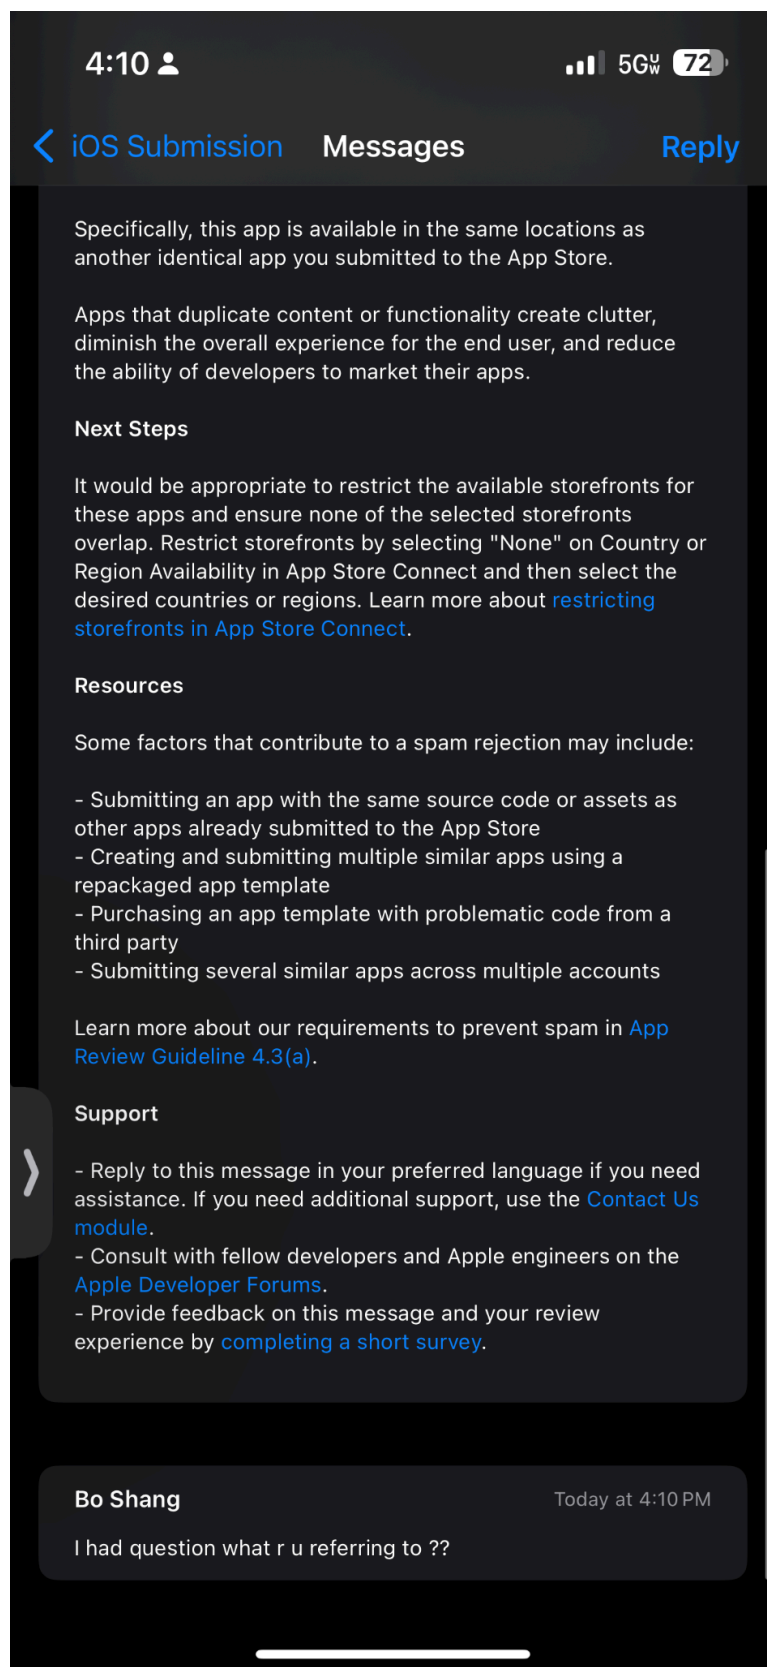 4:10
5GUW
72
iOS Submission
Messages
Reply
Specifically, this app is available in the same locations as
another identical app you submitted to the App Store.
Apps that duplicate content or functionality create clutter,
diminish the overall experience for the end user, and reduce
the ability of developers to market their apps.
Next Steps
It would be appropriate to restrict the available storefronts for
these apps and ensure none of the selected storefronts
overlap. Restrict storefronts by selecting "None" on Country or
Region Availability in App Store Connect and then select the
desired countries or regions. Learn more about restricting
storefronts in App Store Connect.
Resources
Some factors that contribute to a spam rejection may include:
- Submitting an app with the same source code or assets as
other apps already submitted to the App Store
- Creating and submitting multiple similar apps using a
repackaged app template
- Purchasing an app template with problematic code from a
third party
- Submitting several similar apps across multiple accounts
Learn more about our requirements to prevent spam in App
Review Guideline 4.3(a).
Support
- Reply to this message in your preferred language if you need
assistance. If you need additional support, use the Contact Us
module.
- Consult with fellow developers and Apple engineers on the
Apple Developer Forums.
- Provide feedback on this message and your review
experience by completing a short survey.
Bo Shang
Today at 4:10 PM
I had question what r u referring to ??